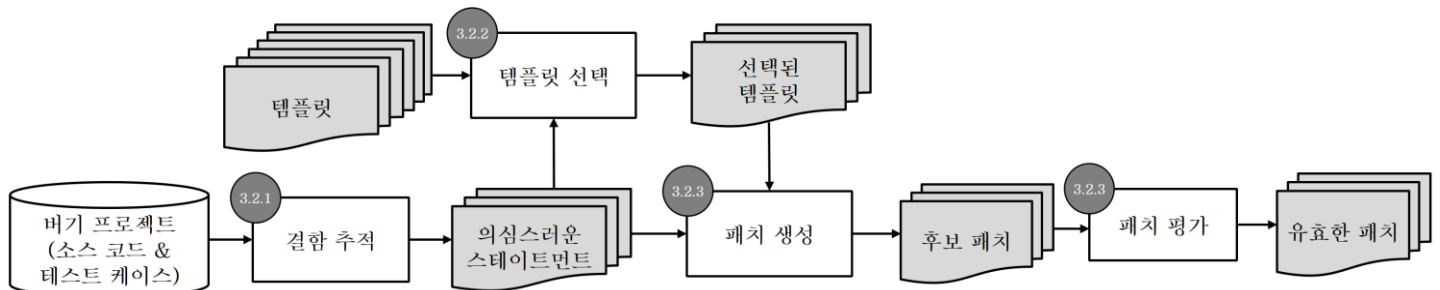 3.2.2
템플릿
템플릿 선택
선택된
템플릿
3.2.1
3.2.3
3.2.3
버기 프로젝트
(소스 코드 &
테스트 케이스)
결함 추적
의심스러운
스테이트먼트
패치 생성
후보 패치
패치 평가
유효한 패치